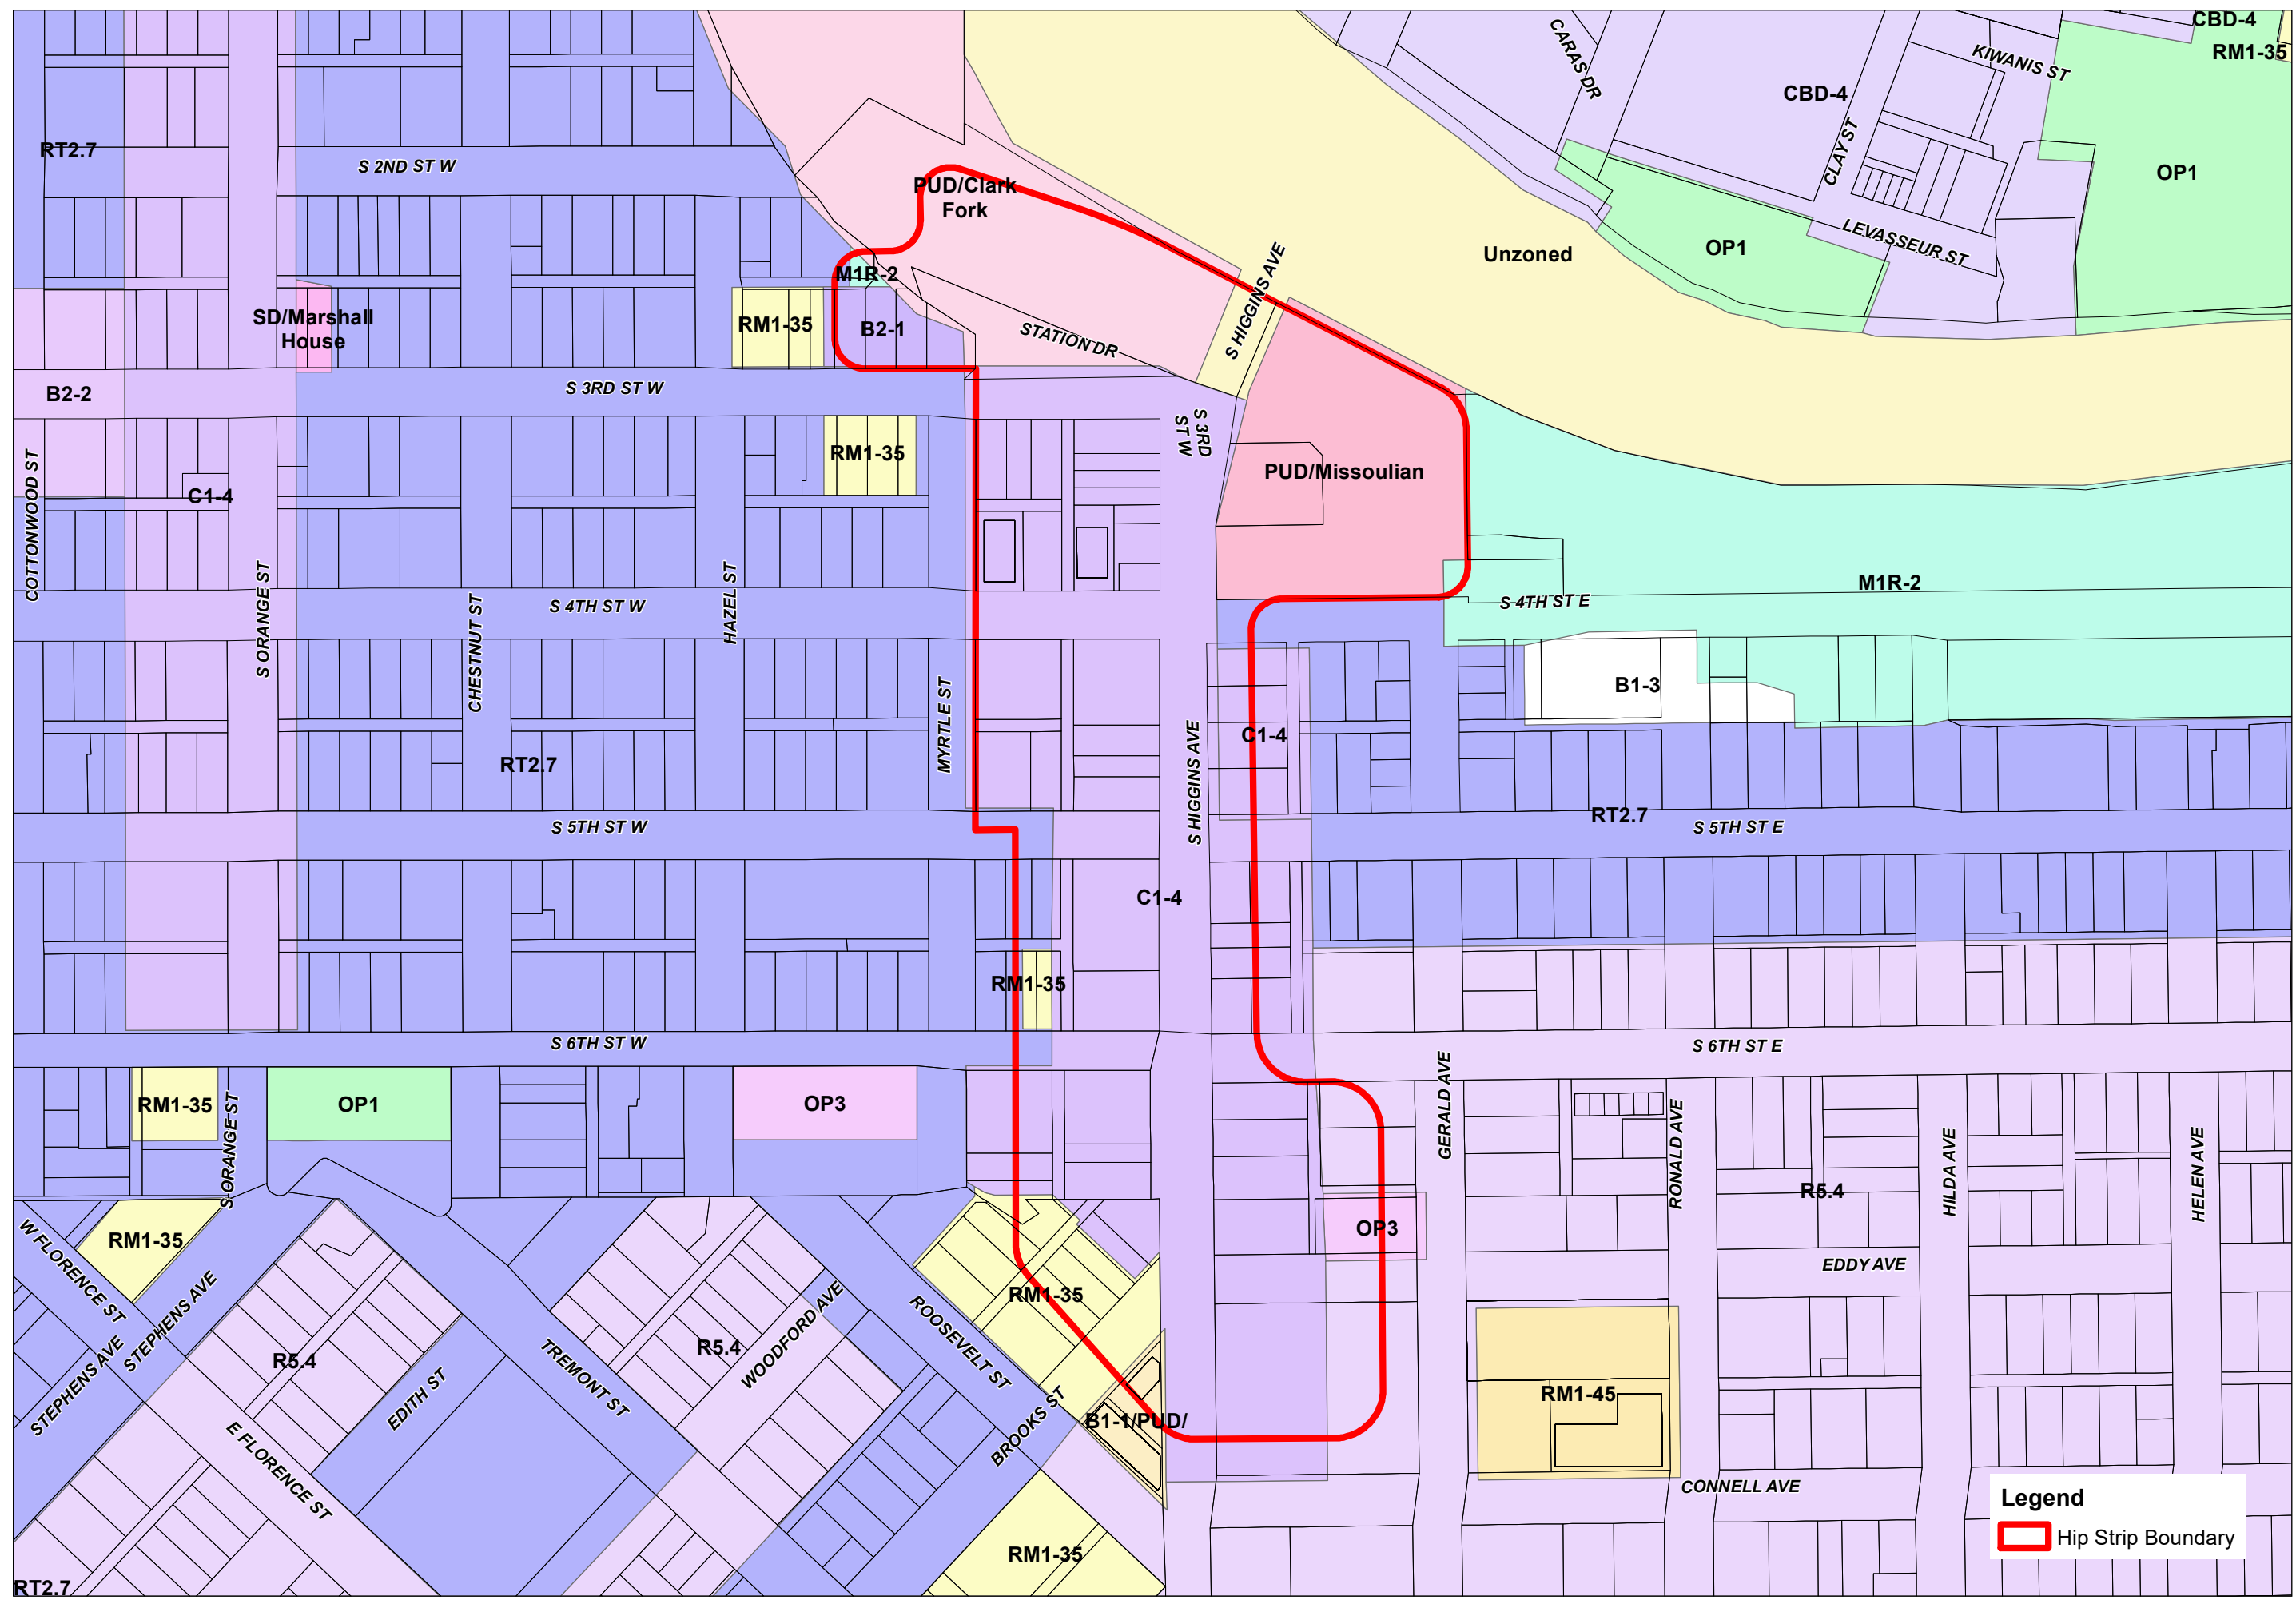 CBD-4
RM1-35
KIWANIS ST
CARAS DR
CBD-4
CLAY ST
OP1
RT2.7
S 2ND ST W
PUD/Clark
Fork
LEVASSEUR ST
OP1
Unzoned
M1R-2
S HIGGINS AVE
SD/Marshall
House
RM1-35
B2-1
STATION DR
B2-2
S 3RD ST W
S 3RD
ST W
RM1-35
PUD/Missoulian
C1-4
COTTONWOOD ST
S ORANGE ST
CHESTNUT ST
HAZEL ST
S 4TH ST W
S 4TH ST E
M1R-2
B1-3
MYRTLE ST
S HIGGINS AVE
C1-4
RT2.7
RT2.7
S 5TH ST W
S 5TH ST E
C1-4
RM1-35
S 6TH ST W
S 6TH ST E
RM1-35
S ORANGE ST
OP1
OP3
GERALD AVE
RONALD AVE
HILDA AVE
HELEN AVE
R5.4
OP3
RM1-35
W FLORENCE ST
STEPHENS AVE
STEPHENS AVE
EDDY AVE
RM1-35
ROOSEVELT ST
WOODFORD AVE
R5.4
R5.4
TREMONT ST
EDITH ST
BROOKS ST
B1-1/PUD/
RM1-45
E FLORENCE ST
CONNELL AVE
Legend
Hip Strip Boundary
RM1-35
RT2.7